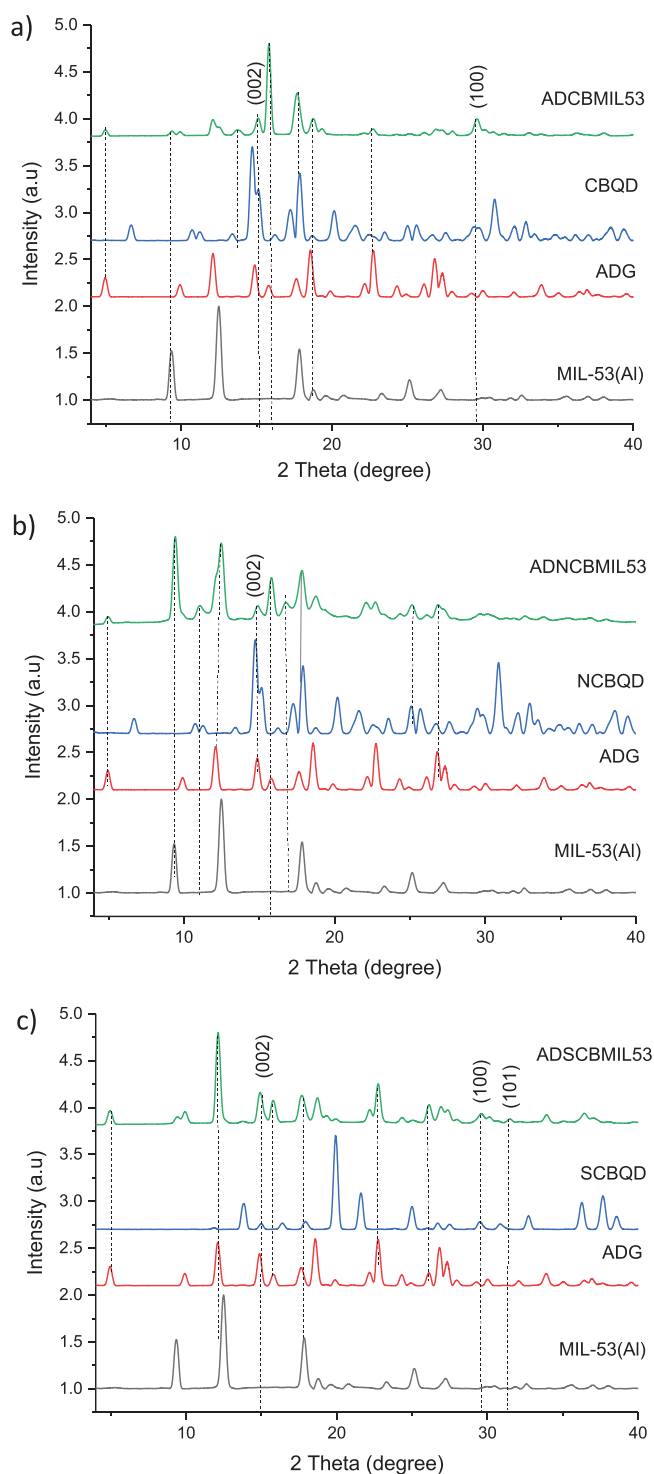 a)
5.0
4.5
4.0
3.5
3.0
2.5
2.0
1.5
1.0
Intensity (a.u)
(002)
(100)
ADCBMIL53
CBQD
ADG
MIL-53(Al)
10
20
30
40
2 Theta (degree)
b)
5.0
4.5
4.0
3.5
3.0
2.5
2.0
1.5
1.0
Intensity (a.u)
(002)
ADNCBMIL53
NCBQD
ADG
MIL-53(Al)
10
20
30
40
2 Theta (degree)
c)
5.0
4.5
4.0
3.5
3.0
2.5
2.0
1.5
1.0
Intensity (a.u)
(002)
(100)
(101)
ADSCBMIL53
SCBQD
ADG
MIL-53(Al)
10
20
30
40
2 Theta (degree)